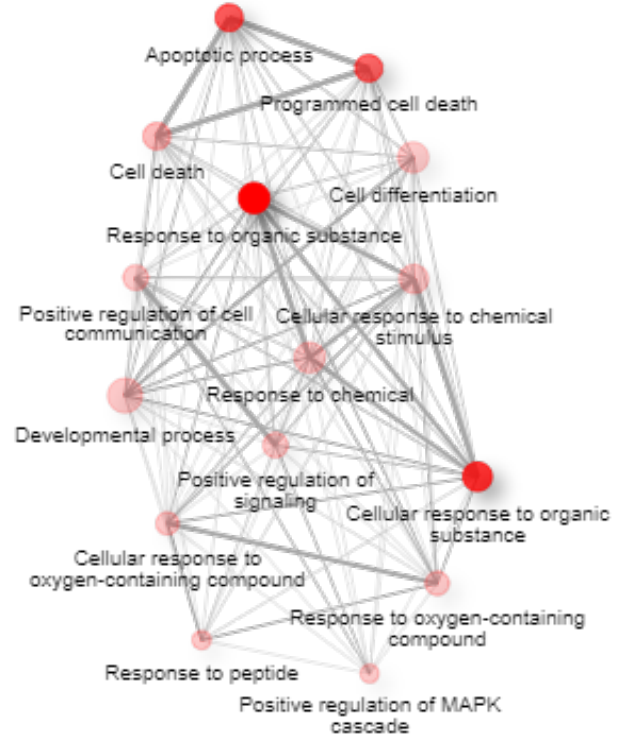 Apoptotic process
Programmed cell death
Cell death
Cell differentiation
Response to organic substance
Positive regulation of cell
communication
Cellular response to chemical
stimulus
Response to chemical
Developmental process
Positive regulation of
signaling
Cellular response to organic
substance
Cellular response to
oxygen-containing compound
Response to oxygen-containing
compound
Response to peptide
Positive regulation of MAPK
cascade